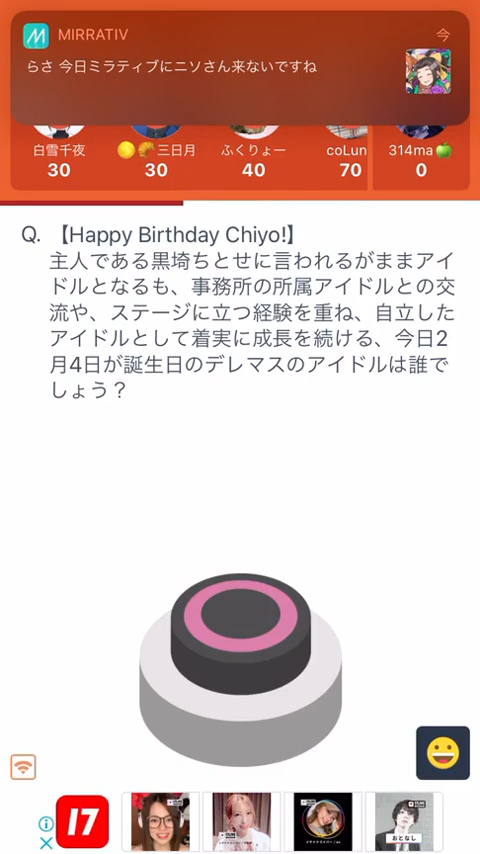 MIRRATIV
今
らさ 今日ミラティブにニソさん来ないですね
白雪千夜
三日月
ふくりょー
coLun
314ma
30
30
40
70
0
Q. 【Happy Birthday Chiyo!】
主人である黒埼ちとせに言われるがままアイ
ドルとなるも、事務所の所属アイドルとの交
流や、ステージに立つ経験を重ね、自立した
アイドルとして着実に成長を続ける、今日2
月4日が誕生日のデレマスのアイドルは誰で
しょう？
17
おとなし